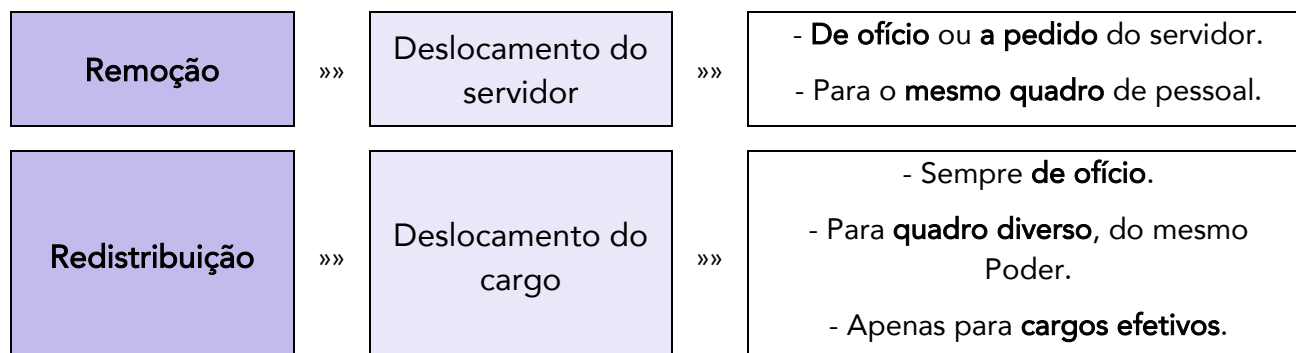 Remoção
»»
Deslocamento do
servidor
»»
- De ofício ou a pedido do servidor.
- Para o mesmo quadro de pessoal.
Redistribuição
»»
Deslocamento do
cargo
»»
- Sempre de ofício.
- Para quadro diverso, do mesmo
Poder.
- Apenas para cargos efetivos.